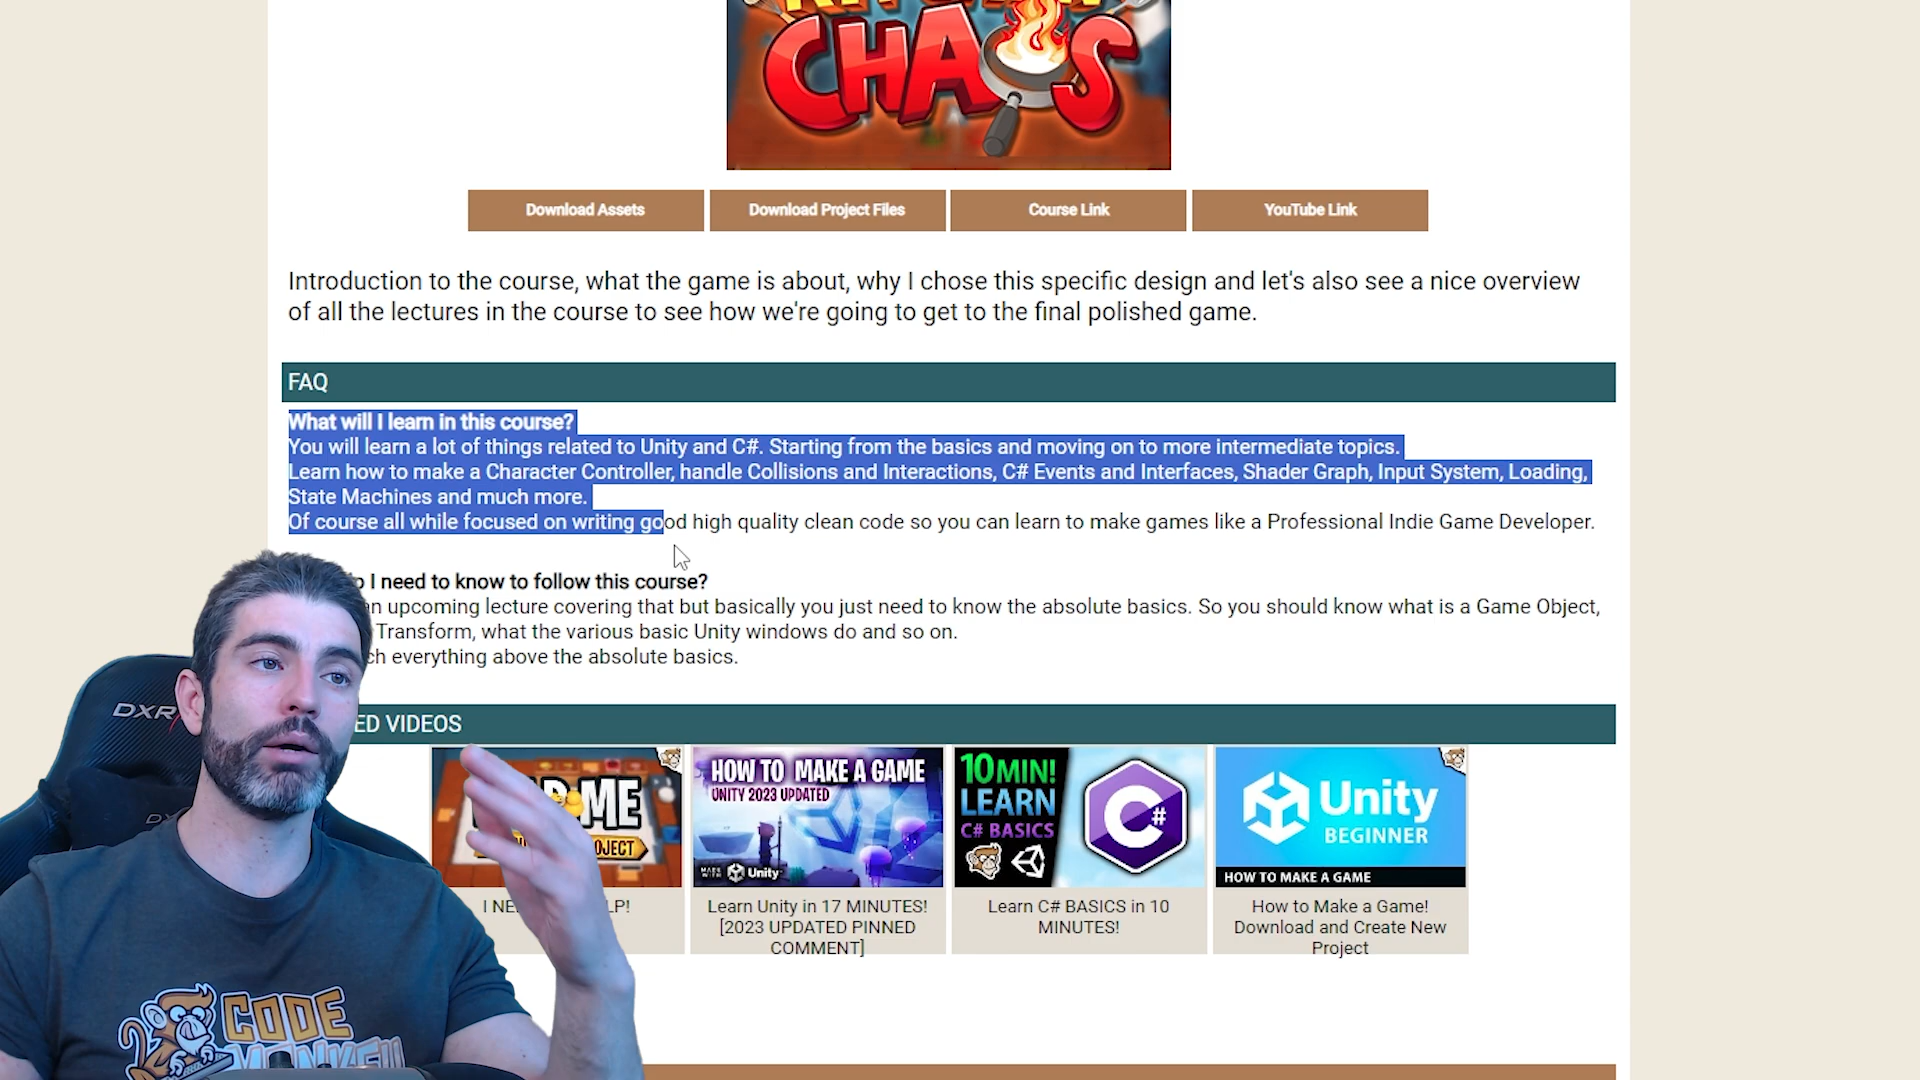 CHAOS
Download Assets
Download Project Files
Course Link
YouTube Link
Introduction to the course, what the game is about, why I chose this specific design and let's also see a nice overview
of all the lectures in the course to see how we're going to get to the final polished game.
FAQ
What will I learn in this course?
You will learn a lot of things related to Unity and C#. Starting from the basics and moving on to more intermediate topics.
Learn how to make a Character Controller, handle Collisions and Interactions, C# Events and Interfaces, Shader Graph, Input System, Loading,
State Machines and much more.
Of course all while focused on writing good high quality clean code so you can learn to make games like a Professional Indie Game Developer.
I need to know to follow this course?
an upcoming lecture covering that but basically you just need to know the absolute basics. So you should know what is a Game Object,
Transform, what the various basic Unity windows do and so on.
everything above the absolute basics.
VIDEOS
ME
HOW TO MAKE A GAME
UNITY 2023 UPDATED
MADE WITH Unity
10 MIN!
LEARN
C# BASICS
C#
Unity
BEGINNER
HOW TO MAKE A GAME
I
Learn Unity in 17 MINUTES!
[2023 UPDATED PINNED
COMMENT]
Learn C# BASICS in 10
MINUTES!
How to Make a Game!
Download and Create New
Project
CODE
MONKEY